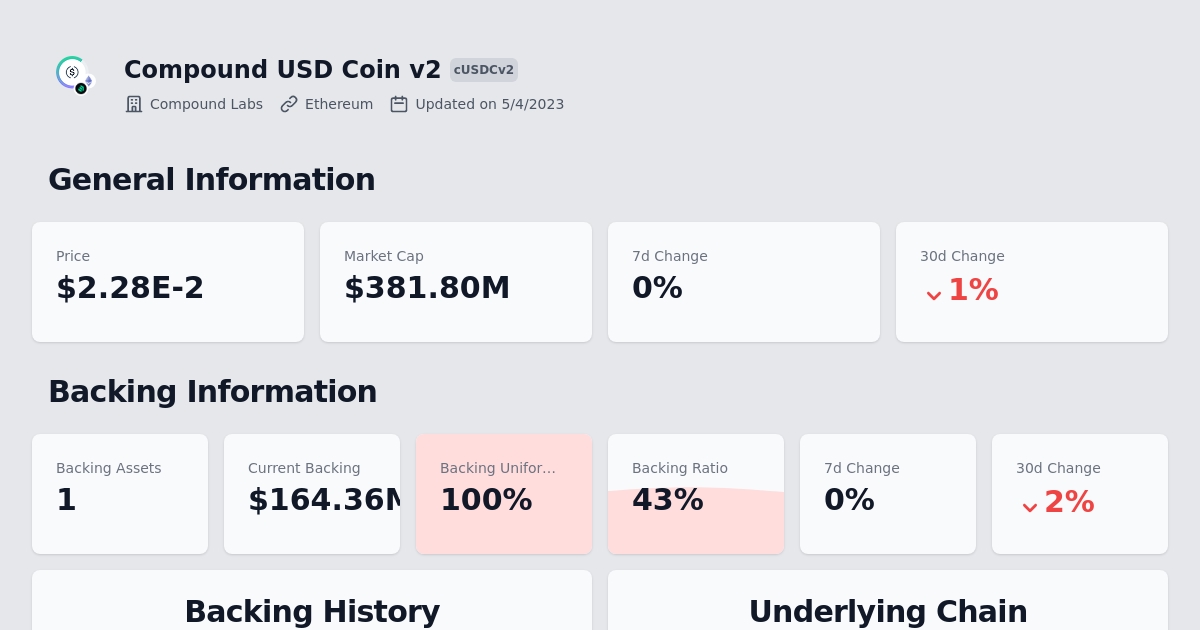 Compound USD Coin v2 cUSDCv2
Compound Labs Ethereum Updated on 5/4/2023
General Information
Price Market Cap 7d Change 30d Change
$2.28E-2 $381.80M 0% 1%
Backing Information
Backing Assets Current Backing Backing Unifor... Backing Ratio 7d Change 30d Change
1 $164.36M 100% 43% 0% 2%
Backing History Underlying Chain